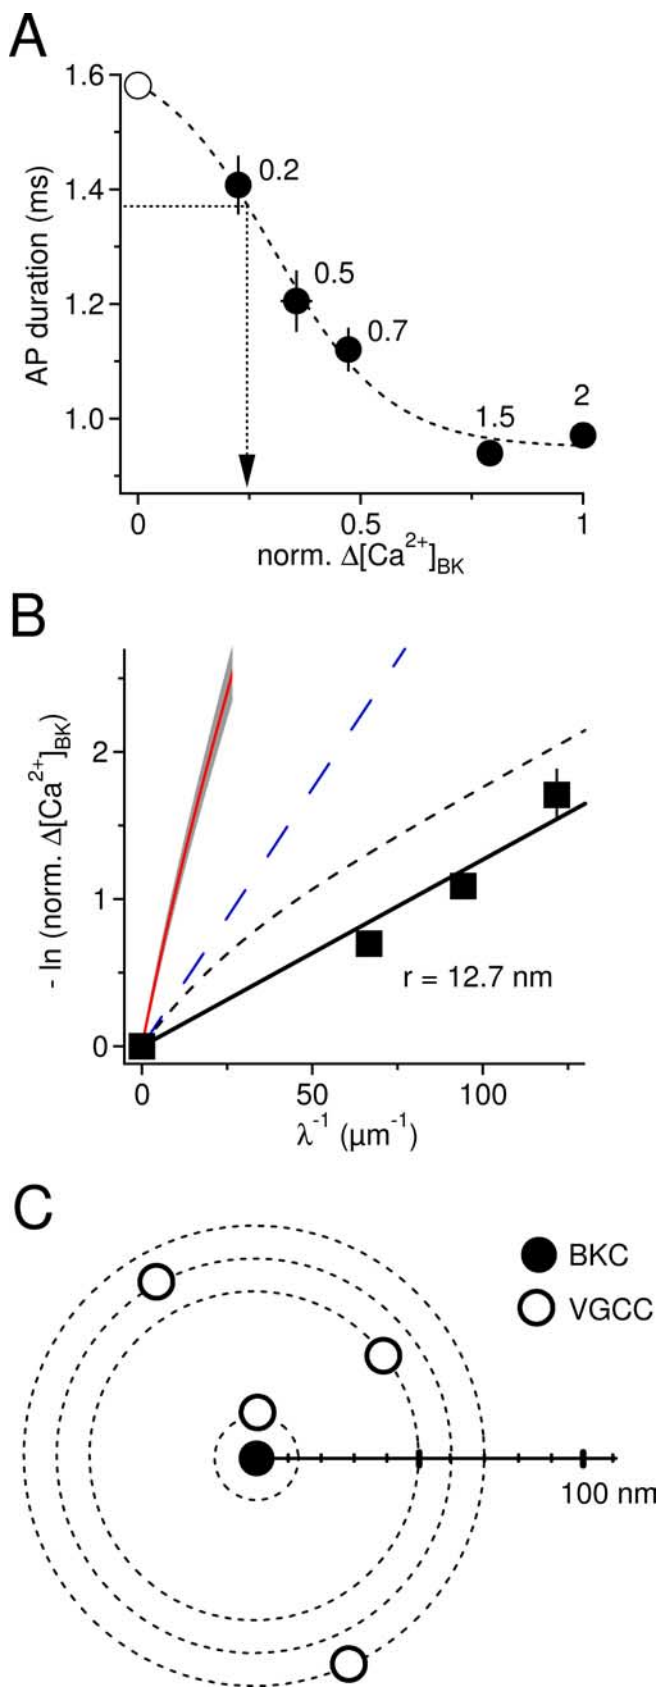 A
1.6
1.4
1.2
1.0
AP duration (ms)
0.2
0.5
0.7
1.5
2
0
0.5
1
norm. Δ[Ca²⁺]BK
B
2
1
0
- ln (norm. Δ[Ca²⁺]BK)
r = 12.7 nm
0
50
100
λ⁻¹ (µm⁻¹)
C
BKC
VGCC
100 nm